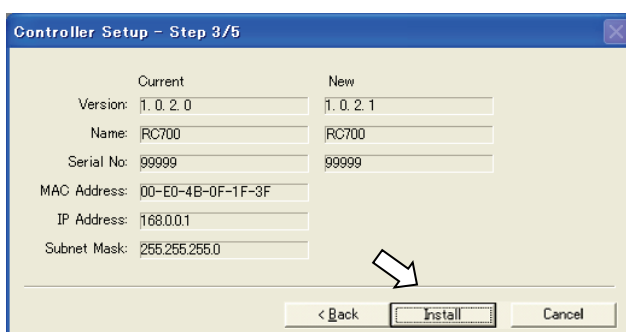 Controller Setup - Step 3/5
Current New
Version: 1. 0. 2. 0 1. 0. 2. 1
Name: RC700 RC700
Serial No: 99999 99999
MAC Address: 00-E0-4B-0F-1F-3F
IP Address: 168.0.0.1
Subnet Mask: 255.255.255.0
< Back Install Cancel